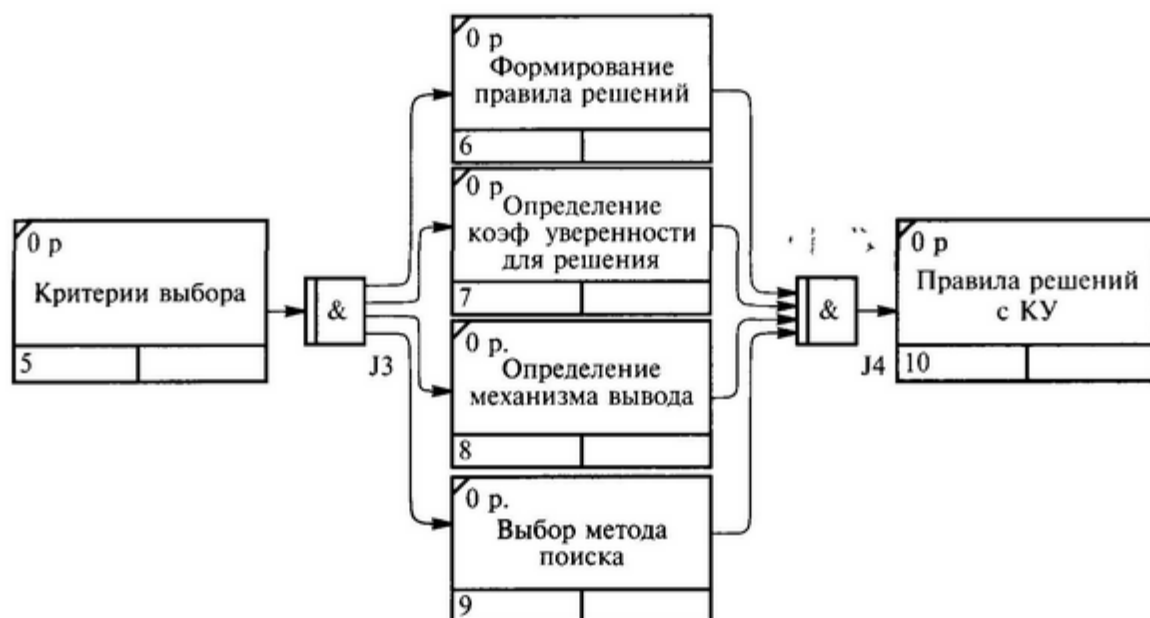 0 р
Формирование
правила решений
6
0 р
Определение
коэф уверенности
для решения
7
0 р
Критерии выбора
5
&
J3
0 р.
Определение
механизма вывода
8
0 р.
Выбор метода
поиска
9
&
J4
0 р
Правила решений
с КУ
10